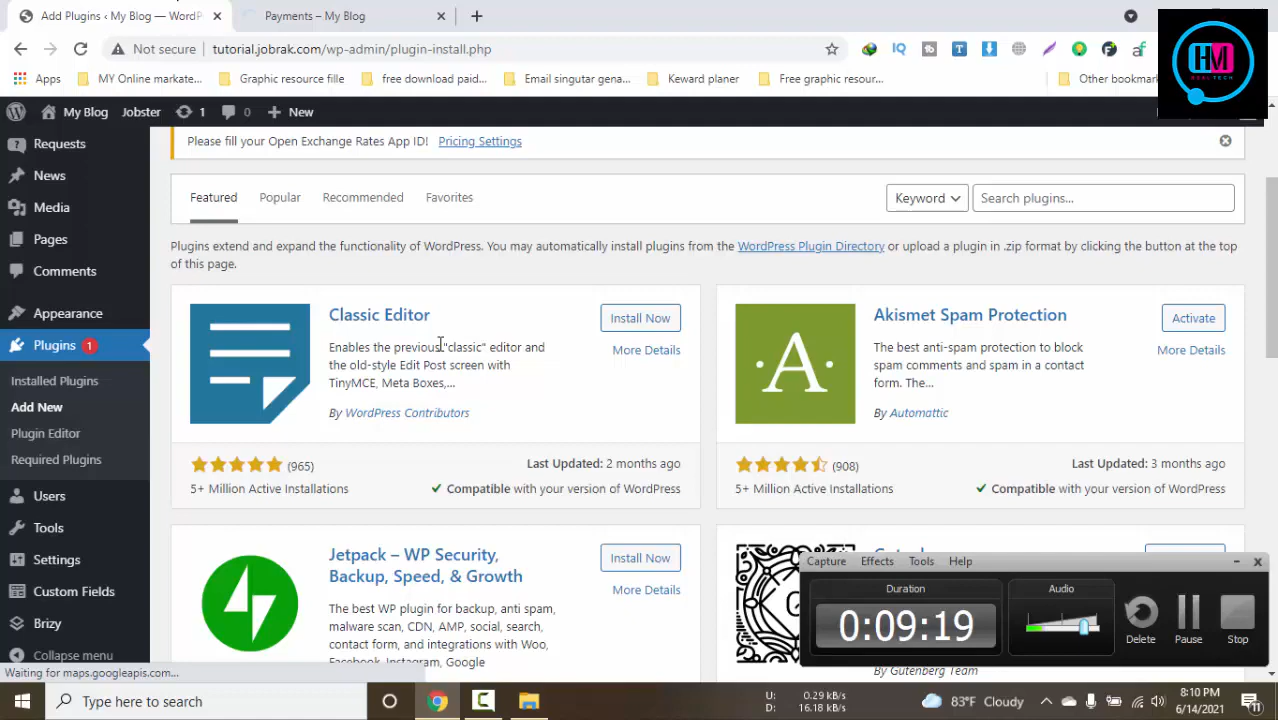 Add Plugins ‹ My Blog — WordP
Payments – My Blog
Not secure
tutorial.jobrak.com/wp-admin/plugin-install.php
Apps
MY Online markate...
Graphic resource fille
free download paid...
Email singutar gena...
Keward planer
Free graphic resour...
Other bookmark
HM
My Blog
Jobster
1
0
New
Requests
News
Media
Pages
Comments
Appearance
Plugins 1
Installed Plugins
Add New
Plugin Editor
Required Plugins
Users
Tools
Settings
Custom Fields
Brizy
Collapse menu
Please fill your Open Exchange Rates App ID! Pricing Settings
Featured
Popular
Recommended
Favorites
Keyword
Search plugins...
Plugins extend and expand the functionality of WordPress. You may automatically install plugins from the WordPress Plugin Directory or upload a plugin in .zip format by clicking the button at the top
of this page.
Classic Editor
Install Now
More Details
Enables the previous "classic" editor and
the old-style Edit Post screen with
TinyMCE, Meta Boxes,...
By WordPress Contributors
(965)
Last Updated: 2 months ago
5+ Million Active Installations
Compatible with your version of WordPress
Akismet Spam Protection
Activate
More Details
The best anti-spam protection to block
spam comments and spam in a contact
form. The...
By Automattic
(908)
Last Updated: 3 months ago
5+ Million Active Installations
Compatible with your version of WordPress
Jetpack – WP Security,
Backup, Speed, & Growth
Install Now
More Details
The best WP plugin for backup, anti spam,
malware scan, CDN, AMP, social, search,
contact form, and integrations with Woo,
Facebook, Instagram, Google
By Gutenberg Team
Capture
Effects
Tools
Help
Duration
0:09:19
Audio
Delete
Pause
Stop
Waiting for maps.googleapis.com...
Type here to search
U: 0.29 kB/s
D: 16.18 kB/s
83°F Cloudy
8:10 PM
6/14/2021
11